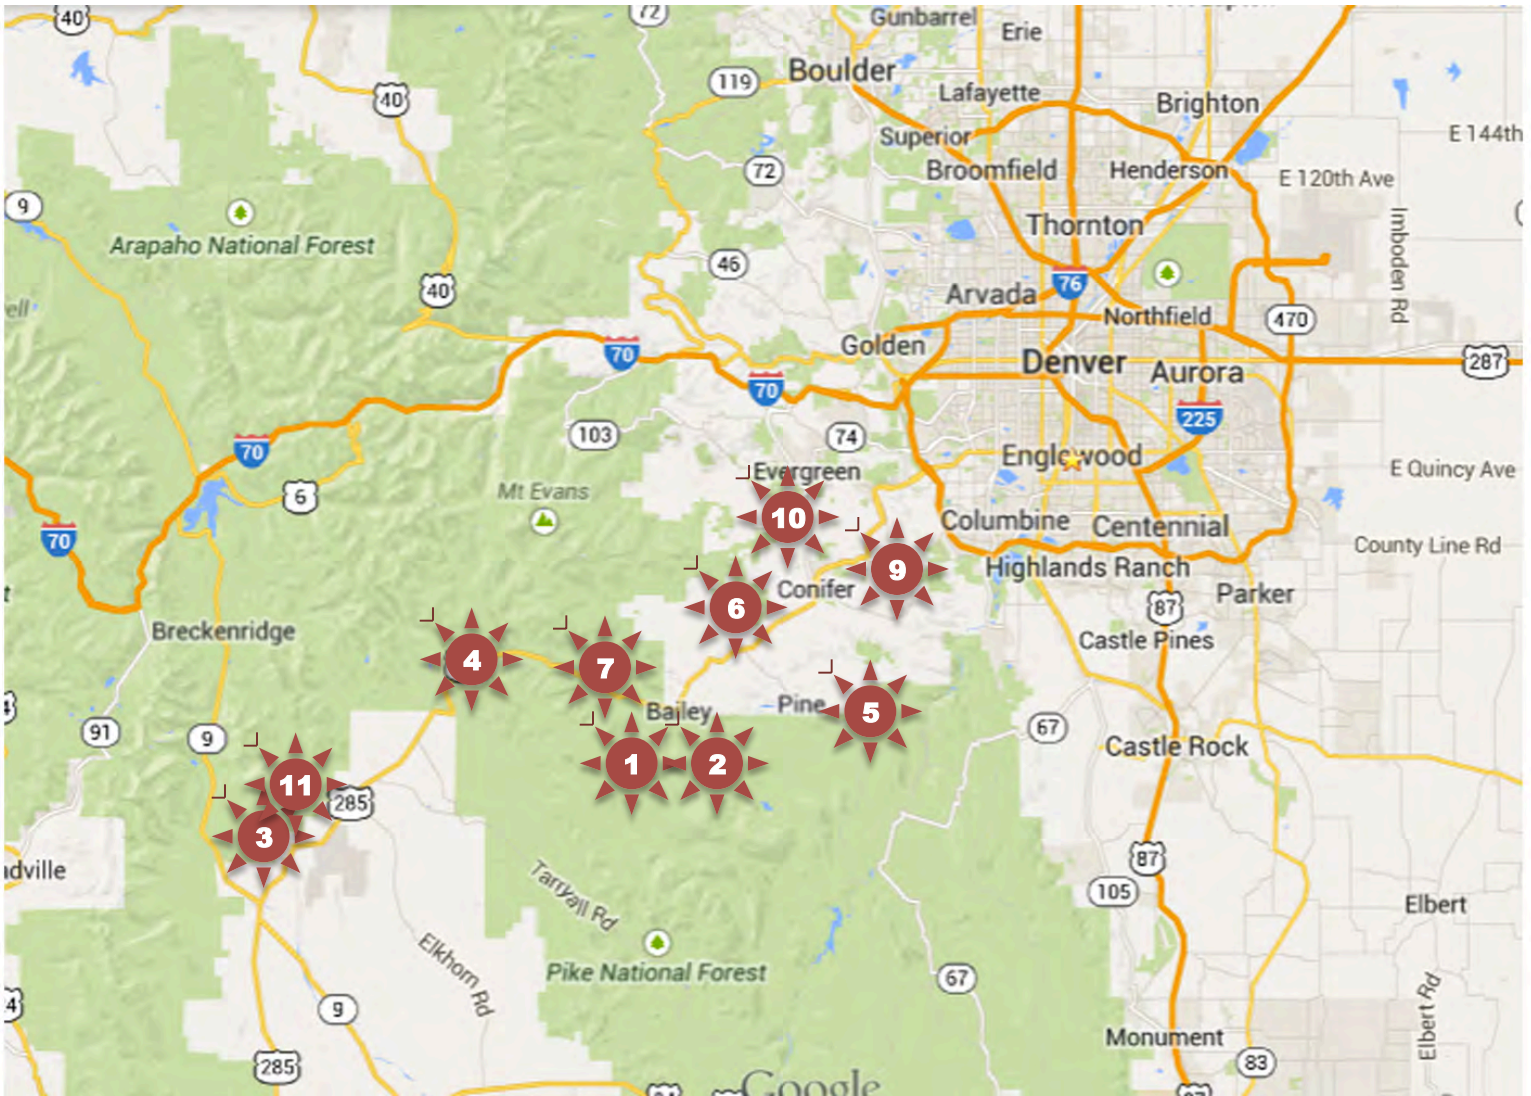 40
72
Gunbarrel
Erie
Boulder
119
40
Lafayette
Brighton
Superior
E 144th
72
Broomfield
Henderson
E 120th Ave
9
Thornton
Imboden Rd
Arapaho National Forest
46
40
76
Arvada
Northfield
470
Golden
70
Denver
287
Aurora
70
225
103
74
70
Englewood
Evergreen
E Quincy Ave
6
Mt Evans
10
Columbine
Centennial
70
County Line Rd
9
Highlands Ranch
Conifer
Parker
6
87
Breckenridge
Castle Pines
4
7
Bailey
Pine
5
67
91
9
Castle Rock
1
2
11
285
3
87
105
Tarryall Rd
Elbert
Elkhorn Rd
Pike National Forest
67
9
Elbert Rd
Monument
285
83
Google